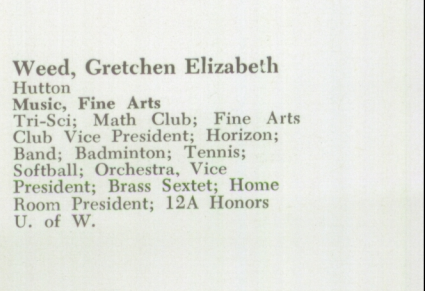 Weed, Gretchen Elizabeth
Hutton
Music, Fine Arts
Tri-Sci; Math Club; Fine Arts
Club Vice President; Horizon;
Band; Badminton; Tennis;
Softball; Orchestra, Vice
President; Brass Sextet; Home
Room President; 12A Honors
U. of W.